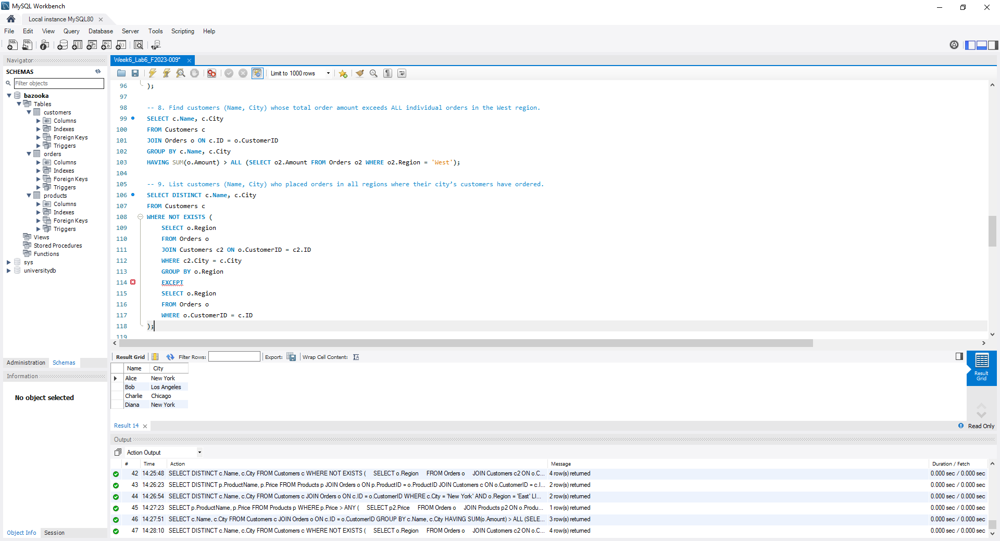 MySQL Workbench
Local instance MySQL80
File Edit View Query Database Server Tools Scripting Help
Navigator
SCHEMAS
Filter objects
bazooka
Tables
customers
Columns
Indexes
Foreign Keys
Triggers
orders
Columns
Indexes
Foreign Keys
Triggers
products
Columns
Indexes
Foreign Keys
Triggers
Views
Stored Procedures
Functions
sys
universitydb
Administration Schemas
Information
No object selected
Object Info Session
Week6_Lab6_F2023-009*
Limit to 1000 rows
96 );
97
98 -- 8. Find customers (Name, City) whose total order amount exceeds ALL individual orders in the West region.
99 SELECT c.Name, c.City
100 FROM Customers c
101 JOIN Orders o ON c.ID = o.CustomerID
102 GROUP BY c.Name, c.City
103 HAVING SUM(o.Amount) > ALL (SELECT o2.Amount FROM Orders o2 WHERE o2.Region = 'West');
104
105 -- 9. List customers (Name, City) who placed orders in all regions where their city’s customers have ordered.
106 SELECT DISTINCT c.Name, c.City
107 FROM Customers c
108 WHERE NOT EXISTS (
109 SELECT o.Region
110 FROM Orders o
111 JOIN Customers c2 ON o.CustomerID = c2.ID
112 WHERE c2.City = c.City
113 GROUP BY o.Region
114 EXCEPT
115 SELECT o.Region
116 FROM Orders o
117 WHERE o.CustomerID = c.ID
118 );
119
Result Grid Filter Rows: Export: Wrap Cell Content:
Name City
Alice New York
Bob Los Angeles
Charlie Chicago
Diana New York
Result Grid
Result 14
Read Only
Output
Action Output
# Time Action Message Duration / Fetch
42 14:25:48 SELECT DISTINCT c.Name, c.City FROM Customers c WHERE NOT EXISTS ( SELECT o.Region FROM Orders o JOIN Customers c2 ON o.C... 4 row(s) returned 0.000 sec / 0.000 sec
43 14:26:23 SELECT DISTINCT p.ProductName, p.Price FROM Products p JOIN Orders o ON p.ProductID = o.ProductID JOIN Customers c ON o.CustomerID = c.I... 2 row(s) returned 0.000 sec / 0.000 sec
44 14:26:54 SELECT DISTINCT c.Name, c.City FROM Customers c JOIN Orders o ON c.ID = o.CustomerID WHERE c.City = 'New York' AND o.Region = 'East' LI... 2 row(s) returned 0.000 sec / 0.000 sec
45 14:27:23 SELECT p.ProductName, p.Price FROM Products p WHERE p.Price > ANY ( SELECT p2.Price FROM Orders o JOIN Products p2 ON o.Produ... 1 row(s) returned 0.000 sec / 0.000 sec
46 14:27:51 SELECT c.Name, c.City FROM Customers c JOIN Orders o ON c.ID = o.CustomerID GROUP BY c.Name, c.City HAVING SUM(o.Amount) > ALL (SELE... 3 row(s) returned 0.000 sec / 0.000 sec
47 14:28:10 SELECT DISTINCT c.Name, c.City FROM Customers c WHERE NOT EXISTS ( SELECT o.Region FROM Orders o JOIN Customers c2 ON o.C... 4 row(s) returned 0.000 sec / 0.000 sec